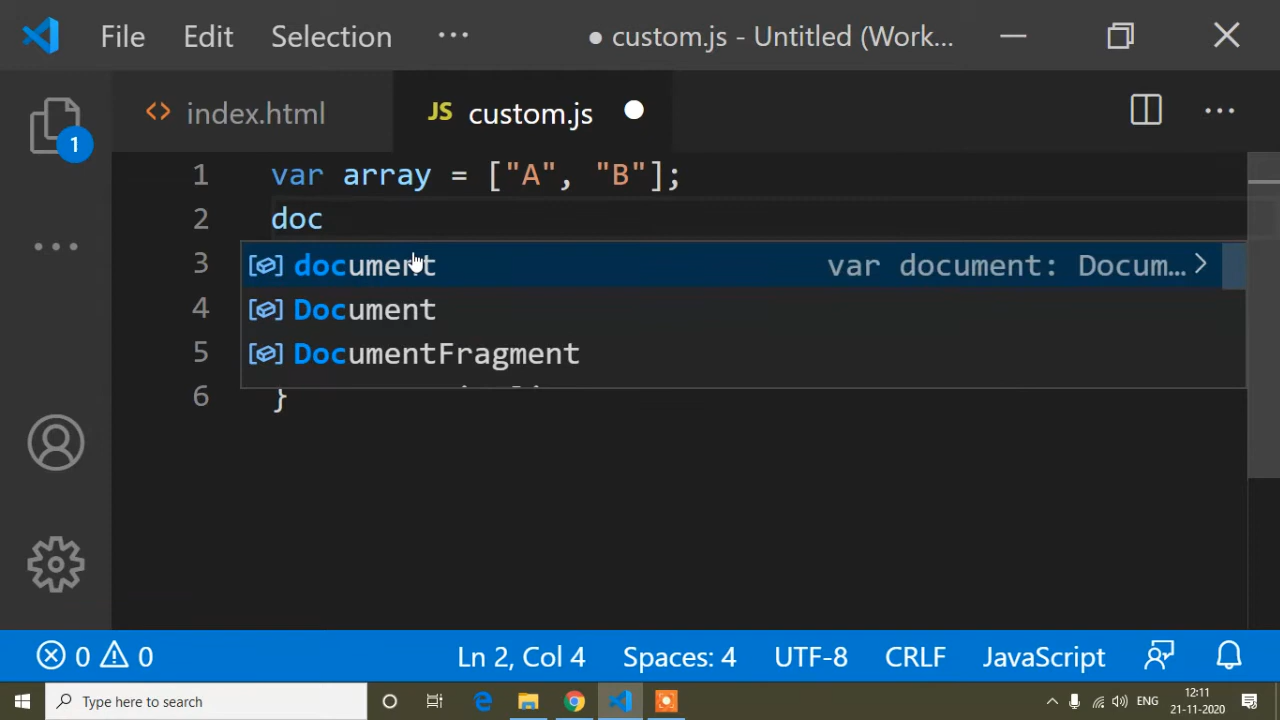 File Edit Selection ··· ● custom.js - Untitled (Work...
1
index.html JS custom.js
1 var array = ["A", "B"];
2 doc
3 document var document: Docum...
4 Document
5 DocumentFragment
6 }
0 0 Ln 2, Col 4 Spaces: 4 UTF-8 CRLF JavaScript
Type here to search ENG 12:11
21-11-2020